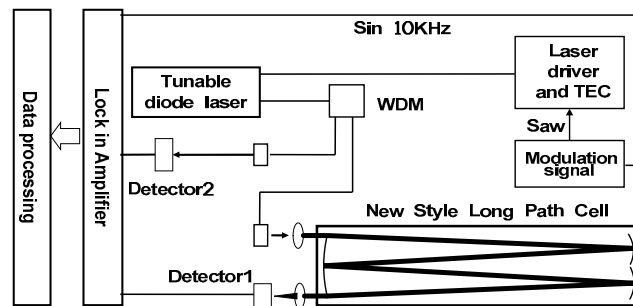 Sin 10KHz
Laser
driver
and TEC
Tunable
diode laser
WDM
Saw
Data processing
Lock in Amplifier
Modulation
signal
Detector2
New Style Long Path Cell
Detector1